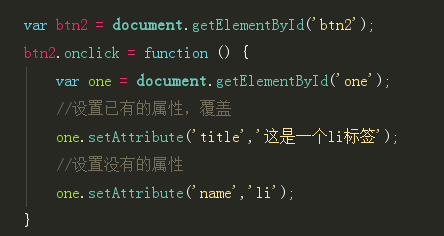 var btn2 = document.getElementById('btn2');
btn2.onclick = function () {
var one = document.getElementById('one');
//设置已有的属性，覆盖
one.setAttribute('title','这是一个li标签');
//设置没有的属性
one.setAttribute('name','li');
}